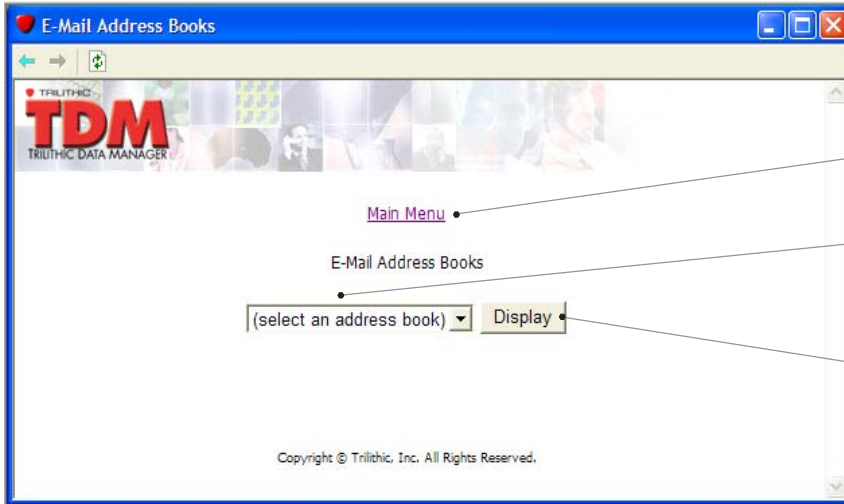 E-Mail Address Books
TRILITHIC
TDM
TRILITHIC DATA MANAGER
Main Menu
E-Mail Address Books
(select an address book) Display
Copyright © Trilithic, Inc. All Rights Reserved.